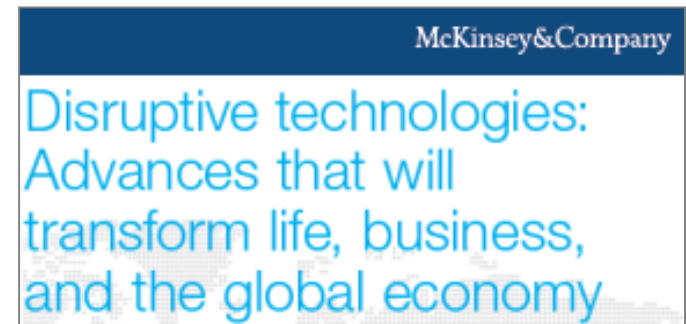 McKinsey&Company
Disruptive technologies:
Advances that will
transform life, business,
and the global economy